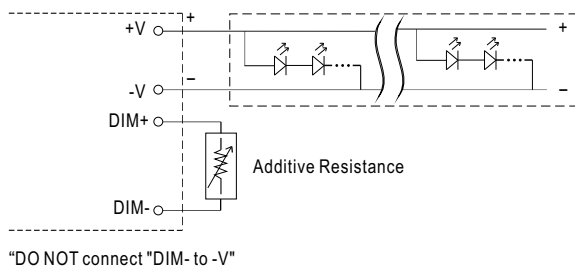 +V
+
+
-V
−
−
DIM+
Additive Resistance
DIM-
“DO NOT connect "DIM- to -V"